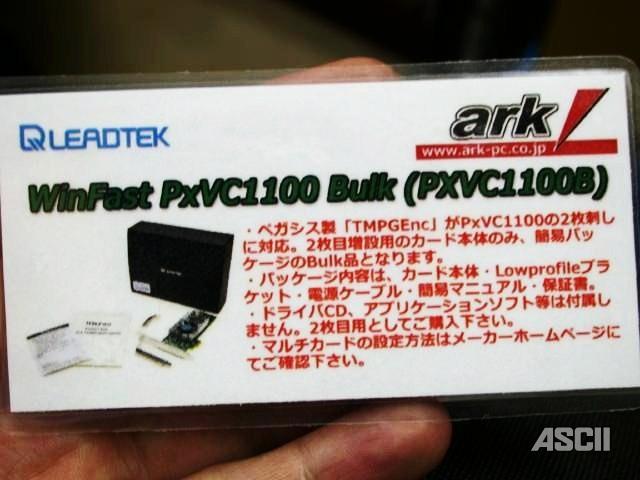 LEADTEK
ark
www.ark-pc.co.jp
WinFast PxVC1100 Bulk (PXVC1100B)
・ペガシス製「TMPGEnc」がPxVC1100の2枚刺し
に対応。2枚目増設用のカード本体のみ、簡易パッ
ケージのBulk品となります。
・パッケージ内容は、カード本体・Lowprofileブラ
ケット・電源ケーブル・簡易マニュアル・保証書。
・ドライバCD、アプリケーションソフト等は付属し
ません。2枚目用としてご購入下さい。
・マルチカードの設定方法はメーカーホームページに
てご確認下さい。
WinFast
ASCII